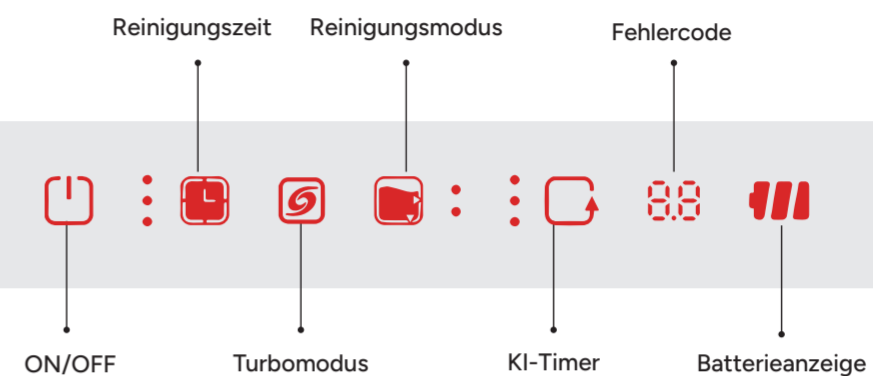 Reinigungszeit
Reinigungsmodus
Fehlercode
8.8
ON/OFF
Turbomodus
KI-Timer
Batterieanzeige